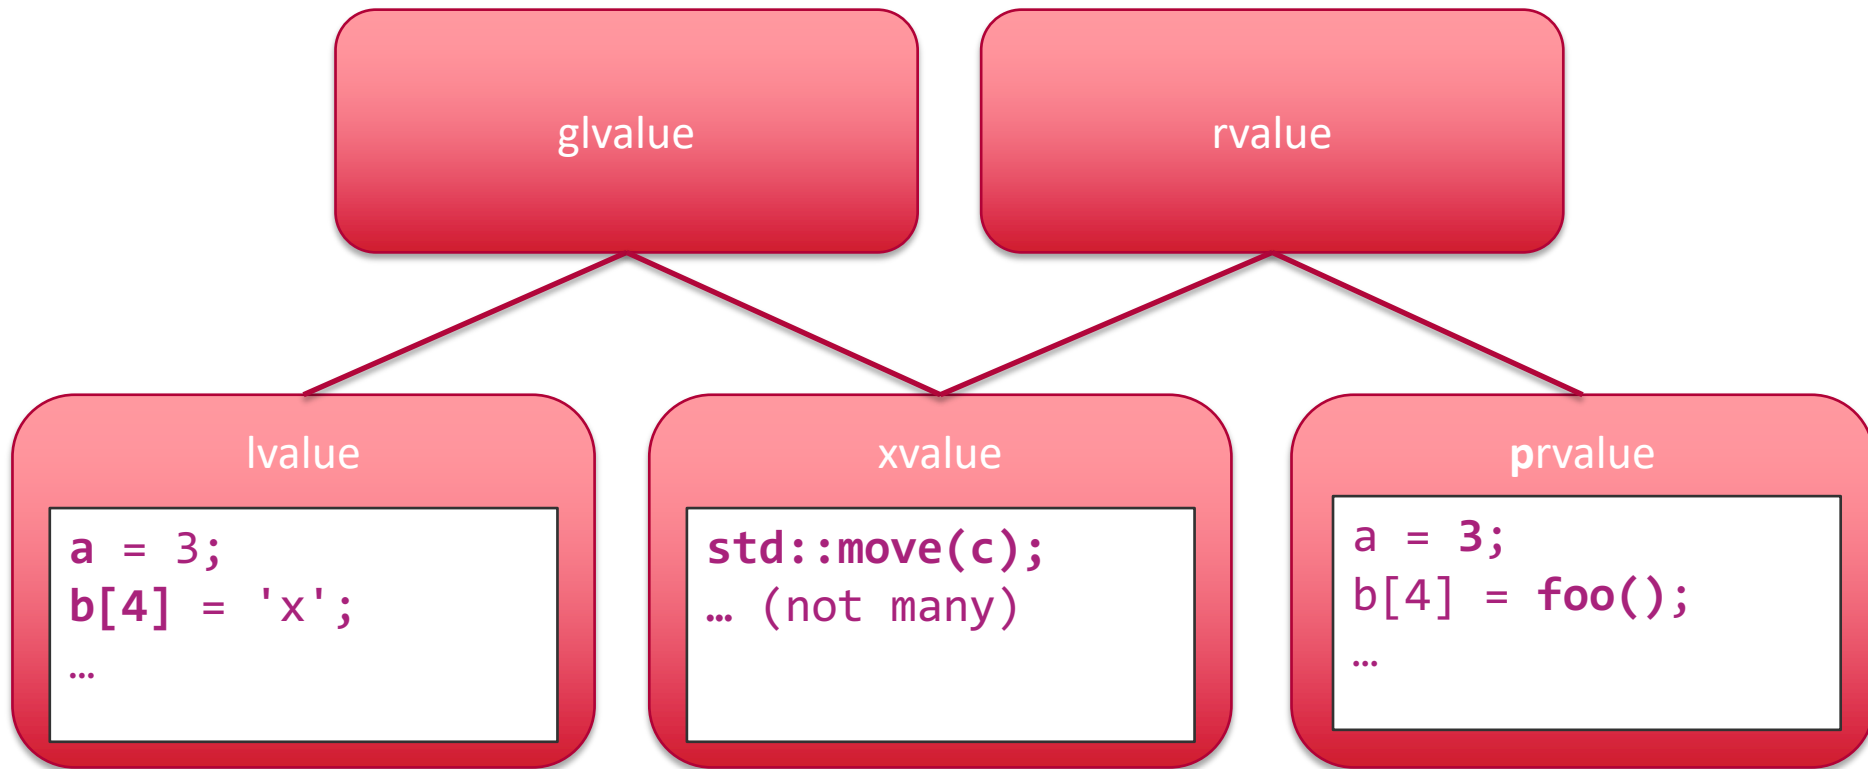 glvalue
rvalue
lvalue
a = 3;
b[4] = 'x';
…
xvalue
std::move(c);
… (not many)
prvalue
a = 3;
b[4] = foo();
…